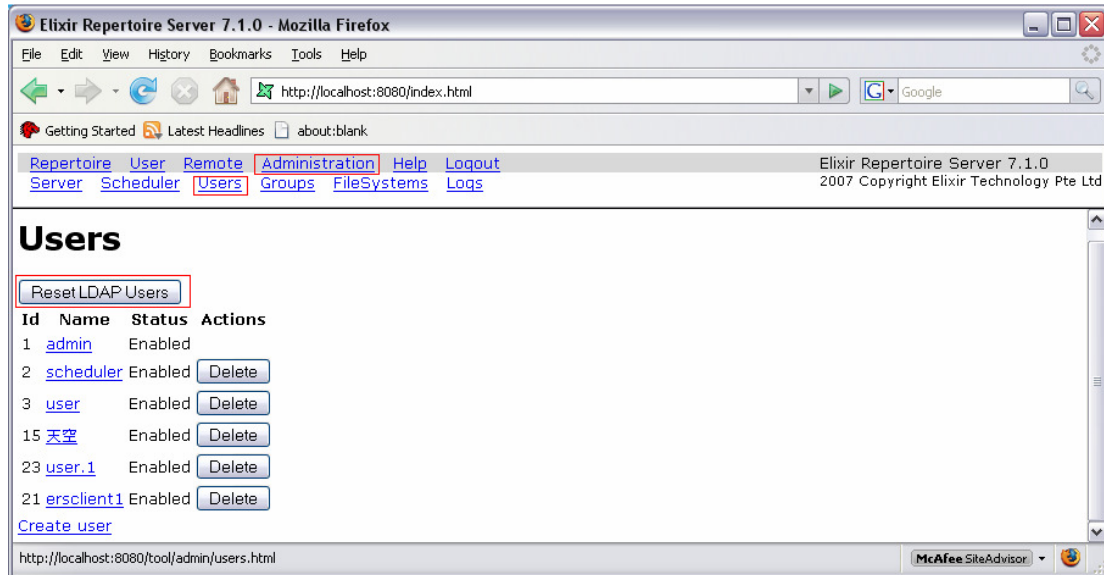 Elixir Repertoire Server 7.1.0 - Mozilla Firefox
File Edit View History Bookmarks Tools Help
http://localhost:8080/index.html
G Google
Getting Started Latest Headlines about:blank
Repertoire User Remote Administration Help Logout Elixir Repertoire Server 7.1.0
Server Scheduler Users Groups FileSystems Logs 2007 Copyright Elixir Technology Pte Ltd
Users
Reset LDAP Users
Id Name Status Actions
1 admin Enabled
2 scheduler Enabled Delete
3 user Enabled Delete
15 天空 Enabled Delete
23 user.1 Enabled Delete
21 ersclient1 Enabled Delete
Create user
http://localhost:8080/tool/admin/users.html McAfee SiteAdvisor